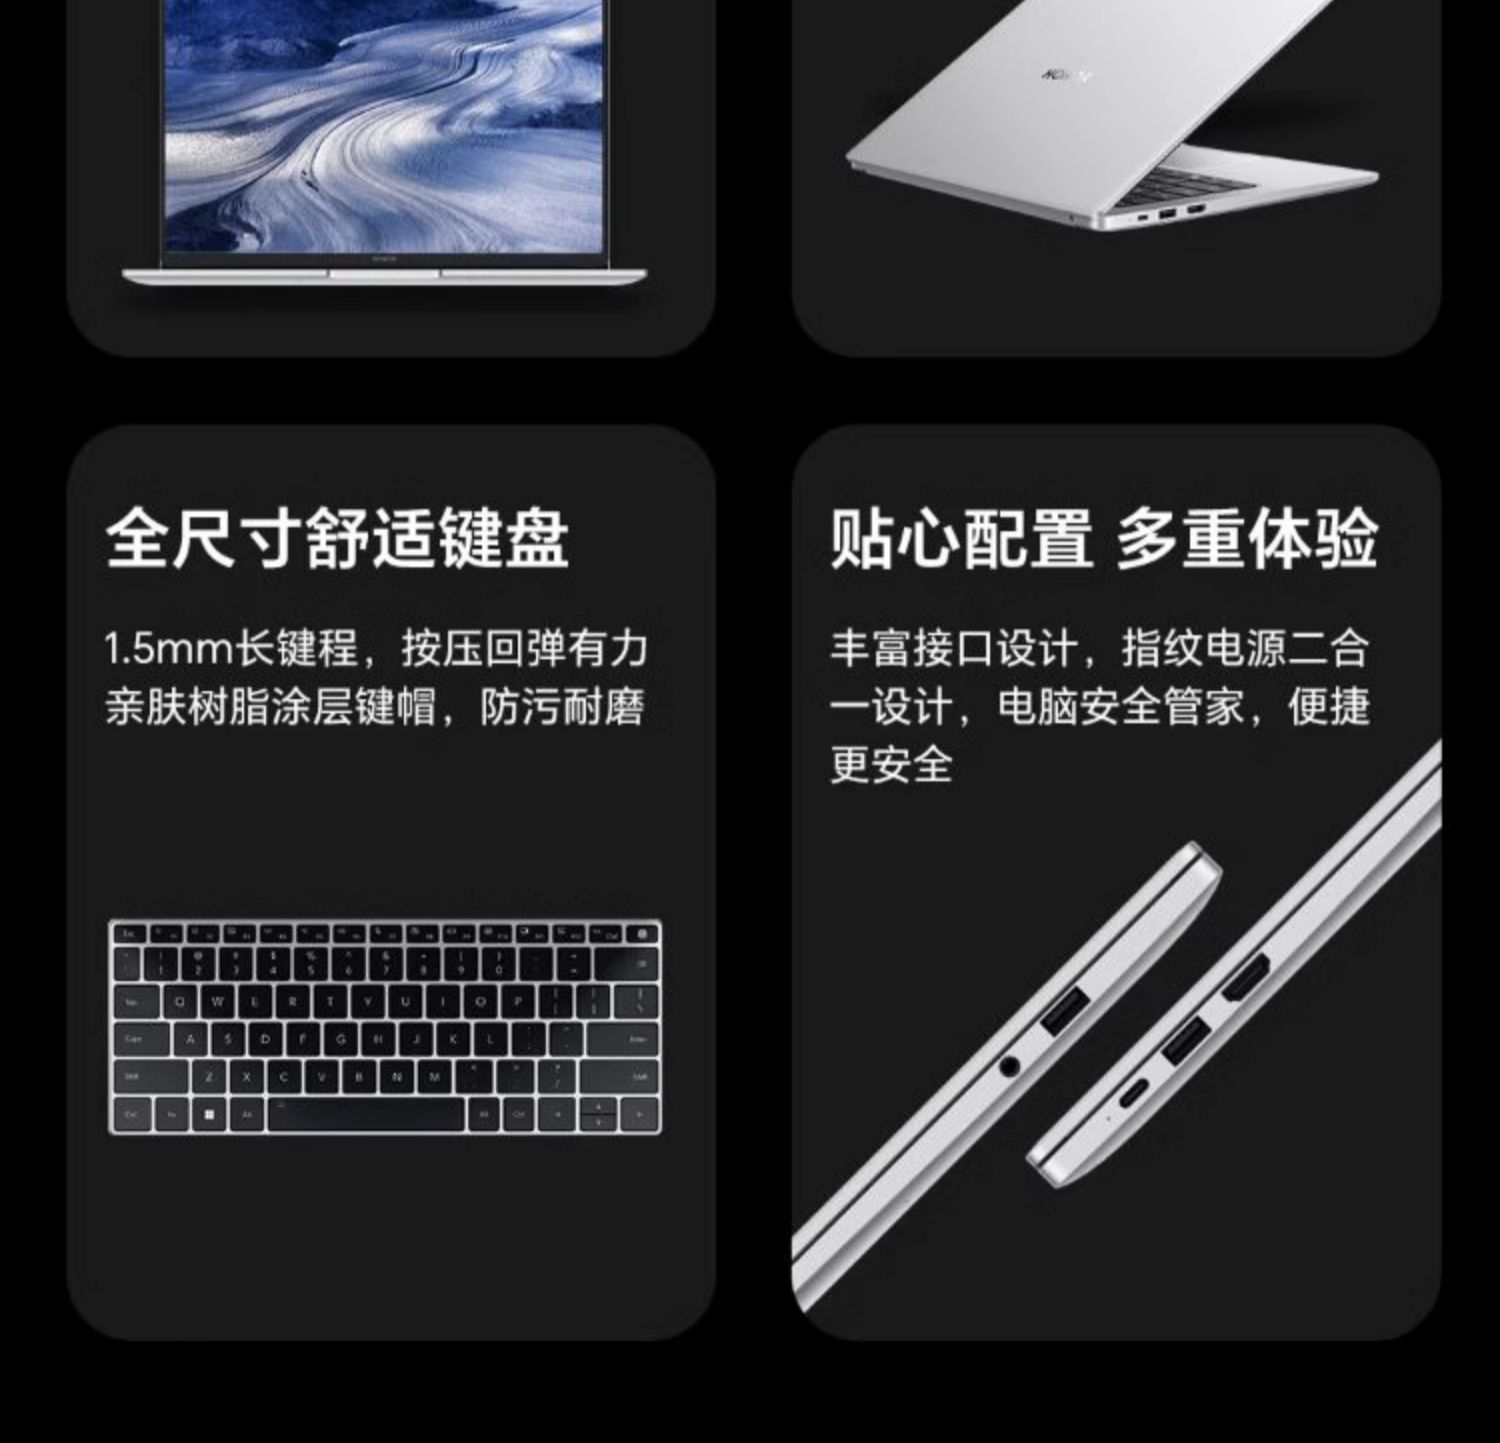 HONOR
全尺寸舒适键盘
1.5mm长键程，按压回弹有力
亲肤树脂涂层键帽，防污耐磨
Q W E R T Y U I O P
A S D F G H J K L
Z X C V B N M
贴心配置 多重体验
丰富接口设计，指纹电源二合
一设计，电脑安全管家，便捷
更安全